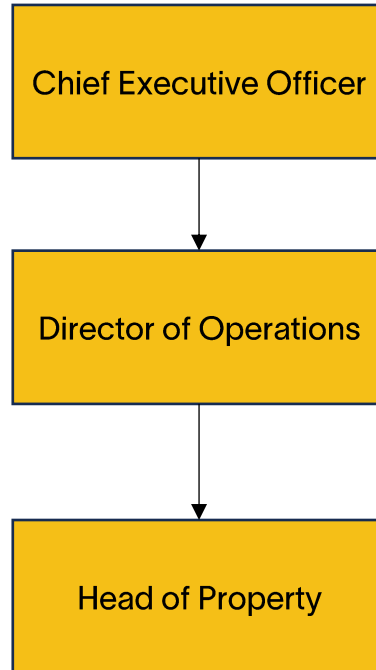 Chief Executive Officer
Director of Operations
Head of Property